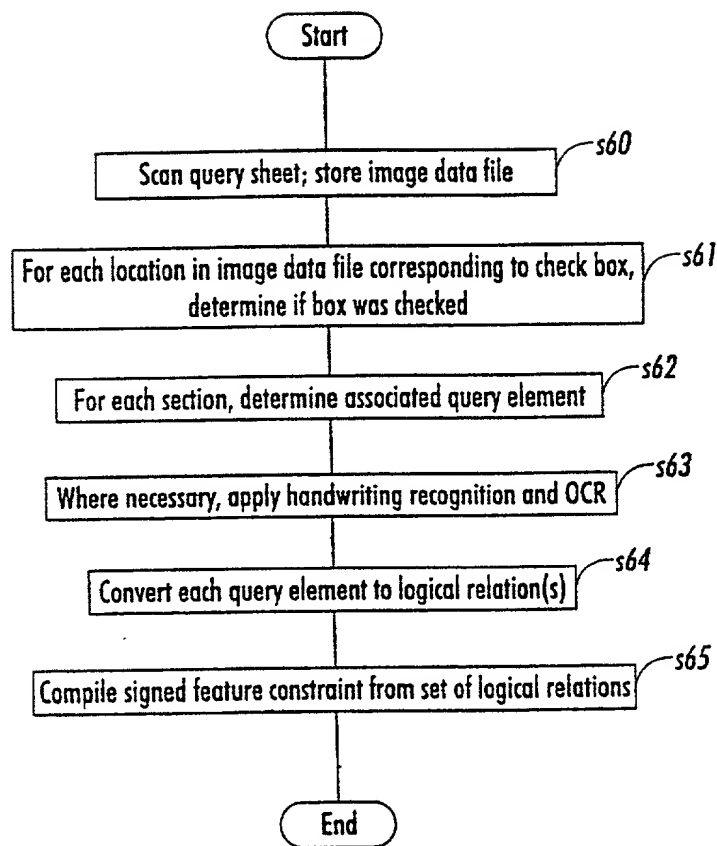 Start
s60
Scan query sheet; store image data file
s61
For each location in image data file corresponding to check box,
determine if box was checked
s62
For each section, determine associated query element
s63
Where necessary, apply handwriting recognition and OCR
s64
Convert each query element to logical relation(s)
s65
Compile signed feature constraint from set of logical relations
End